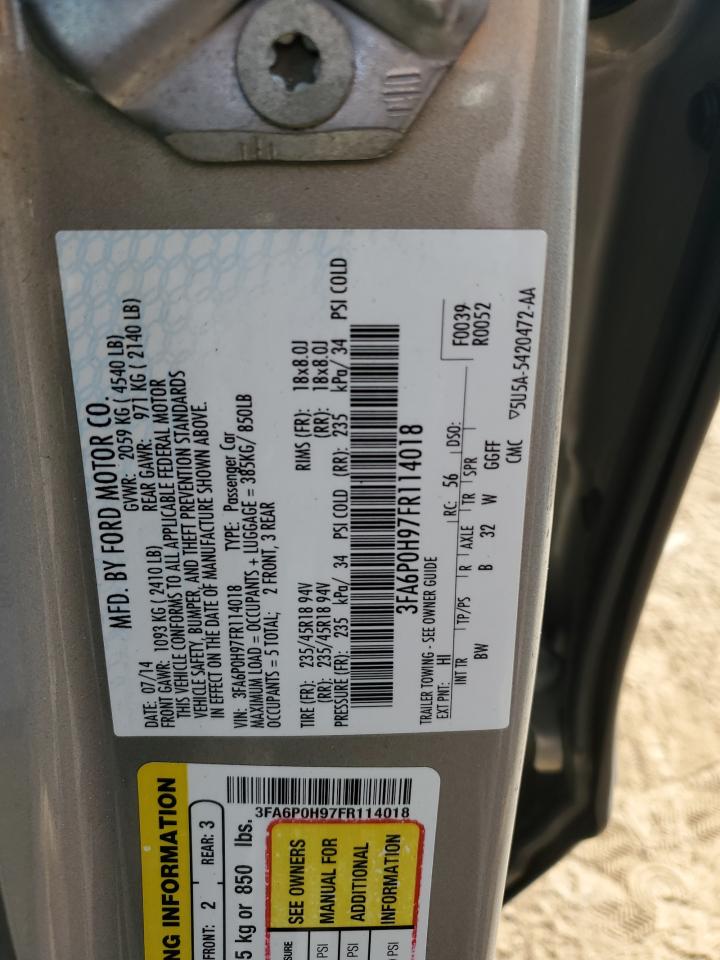 MFD. BY FORD MOTOR CO.
DATE: 07/14 GVWR: 2059 KG ( 4540 LB)
FRONT GAWR: 1093 KG ( 2410 LB) REAR GAWR: 971 KG ( 2140 LB)
THIS VEHICLE CONFORMS TO ALL APPLICABLE FEDERAL MOTOR
VEHICLE SAFETY, BUMPER, AND THEFT PREVENTION STANDARDS
IN EFFECT ON THE DATE OF MANUFACTURE SHOWN ABOVE.
VIN: 3FA6P0H97FR114018 TYPE: Passenger Car
MAXIMUM LOAD = OCCUPANTS + LUGGAGE = 385KG/ 850LB
OCCUPANTS = 5 TOTAL; 2 FRONT, 3 REAR
TIRE (FR): 235/45R18 94V RIMS (FR): 18x8.0J
(RR): 235/45R18 94V (RR): 18x8.0J
PRESSURE (FR): 235 kPa/ 34 PSI COLD (RR): 235 kPa/ 34 PSI COLD
3FA6P0H97FR114018
TRAILER TOWING - SEE OWNER GUIDE
F0039
R0052
EXT PNT: HI RC: 56 DSO:
INT TR TP/PS R AXLE TR SPR
BW B 32 W GGFF
CMC ▽5U5A-5420472-AA
NG INFORMATION
FRONT: 2 REAR: 3
3FA6P0H97FR114018
5 kg or 850 lbs.
SEE OWNERS
MANUAL FOR
ADDITIONAL
INFORMATION
SURE
PSI
PSI
PSI